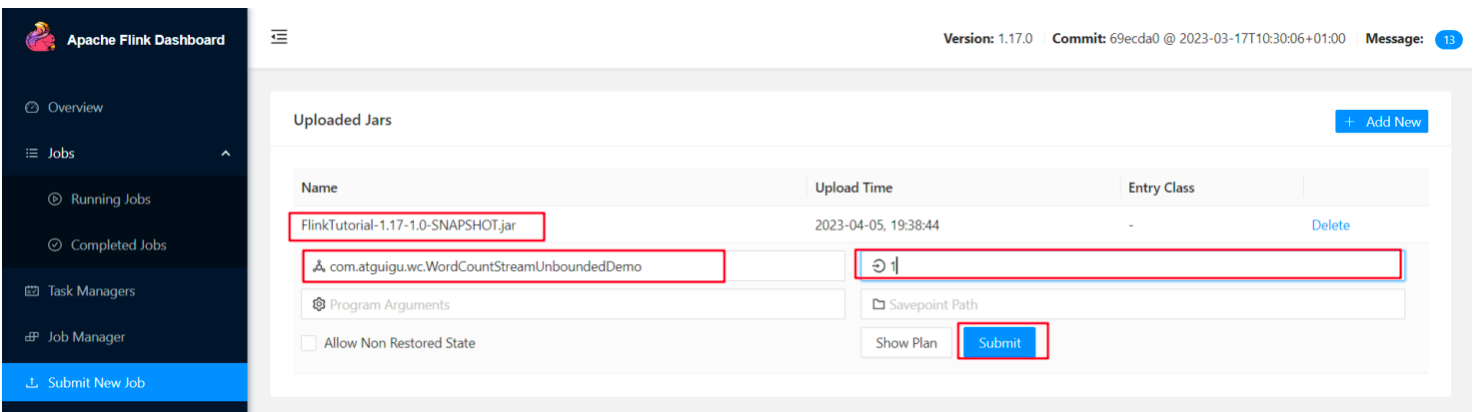 Apache Flink Dashboard
Version: 1.17.0 Commit: 69ecda0 @ 2023-03-17T10:30:06+01:00 Message: 13
Overview
Jobs
Running Jobs
Completed Jobs
Task Managers
Job Manager
Submit New Job
Uploaded Jars
+ Add New
Name Upload Time Entry Class
FlinkTutorial-1.17-1.0-SNAPSHOT.jar 2023-04-05, 19:38:44 - Delete
com.atguigu.wc.WordCountStreamUnboundedDemo 1
Program Arguments Savepoint Path
Allow Non Restored State Show Plan Submit